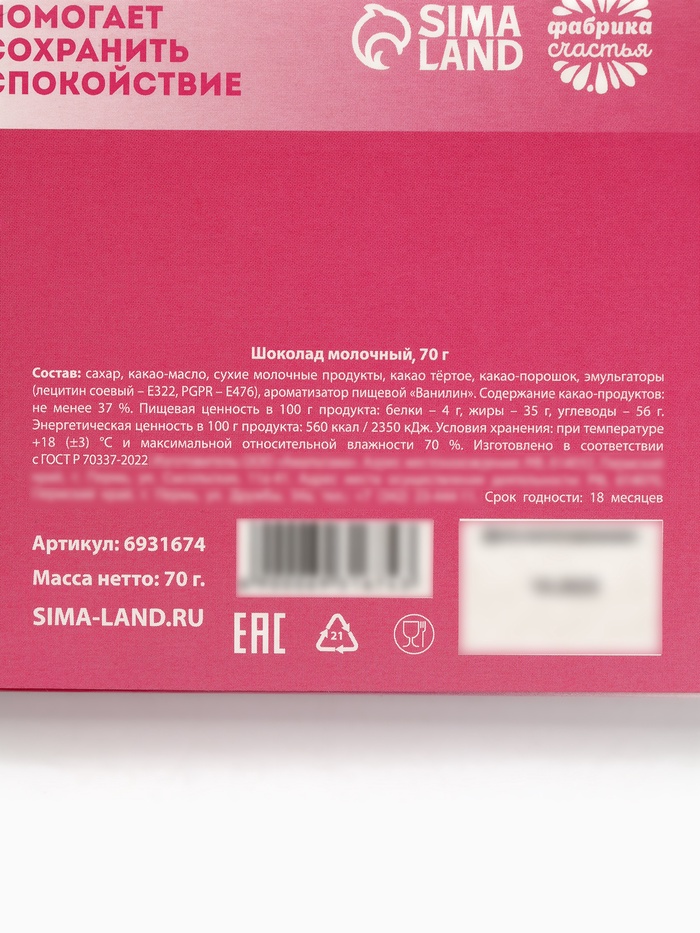 ПОМОГАЕТ
СОХРАНИТЬ
СПОКОЙСТВИЕ
SIMA
LAND
фабрика
счастья
Шоколад молочный, 70 г
Состав: сахар, какао-масло, сухие молочные продукты, какао тёртое, какао-порошок, эмульгаторы
(лецитин соевый – Е322, PGPR – Е476), ароматизатор пищевой «Ванилин». Содержание какао-продуктов:
не менее 37 %. Пищевая ценность в 100 г продукта: белки – 4 г, жиры – 35 г, углеводы – 56 г.
Энергетическая ценность в 100 г продукта: 560 ккал / 2350 кДж. Условия хранения: при температуре
+18 (±3) °С и максимальной относительной влажности 70 %. Изготовлено в соответствии
с ГОСТ Р 70337-2022
Срок годности: 18 месяцев
Артикул: 6931674
Масса нетто: 70 г.
SIMA-LAND.RU
EAC
21